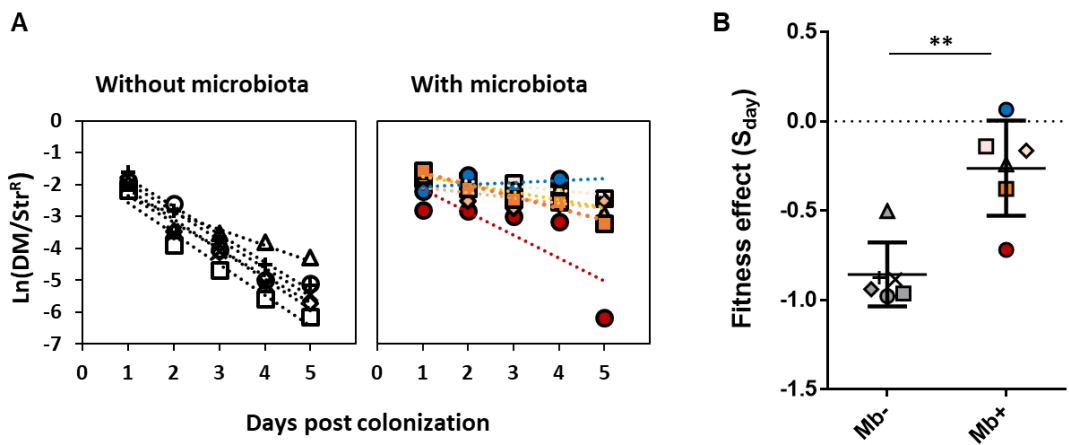 A
Without microbiota
With microbiota
Ln(DM/Str^R)
0
-1
-2
-3
-4
-5
-6
-7
0 1 2 3 4 5
0 1 2 3 4 5
Days post colonization
B
**
Fitness effect (S_day)
0.5
0.0
-0.5
-1.0
-1.5
Mb-
Mb+